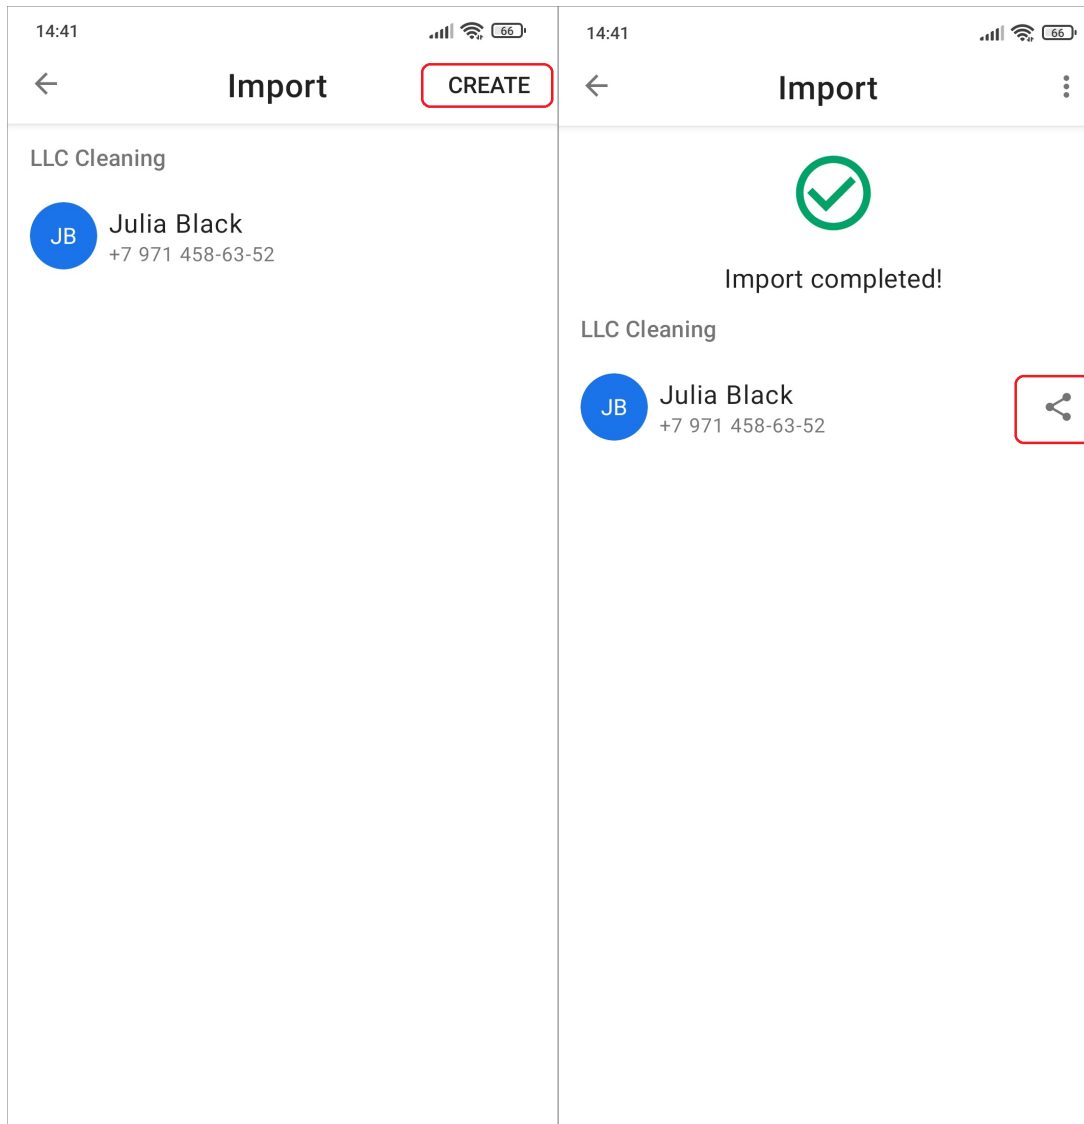 14:41
66
Import
CREATE
LLC Cleaning
JB
Julia Black
+7 971 458-63-52
14:41
66
Import
Import completed!
LLC Cleaning
JB
Julia Black
+7 971 458-63-52